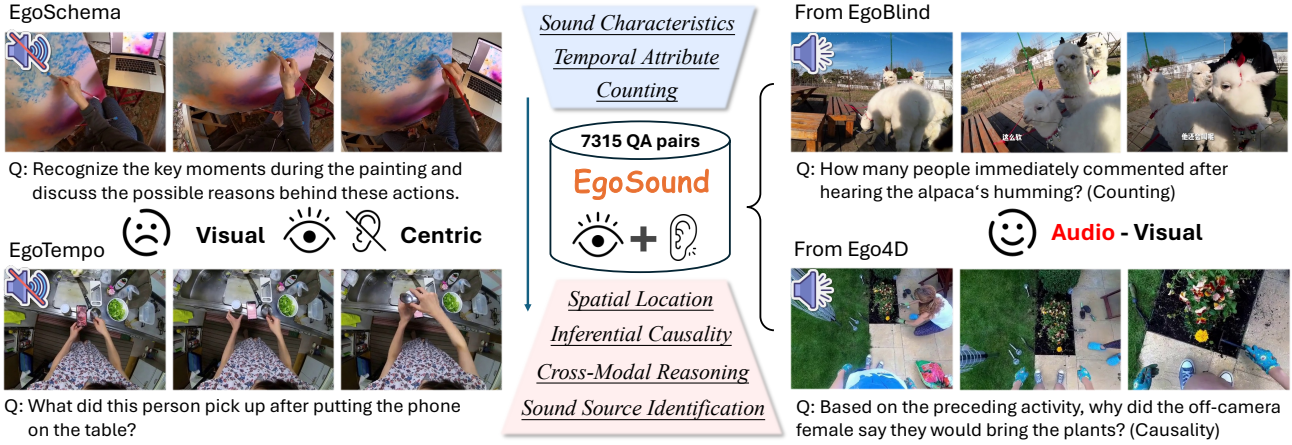 EgoSchema
Q: Recognize the key moments during the painting and
discuss the possible reasons behind these actions.
Visual Centric
EgoTempo
Q: What did this person pick up after putting the phone
on the table?
Sound Characteristics
Temporal Attribute
Counting
7315 QA pairs
EgoSound
Spatial Location
Inferential Causality
Cross-Modal Reasoning
Sound Source Identification
From EgoBlind
这么软
Q: How many people immediately commented after
hearing the alpaca‘s humming? (Counting)
Audio - Visual
From Ego4D
Q: Based on the preceding activity, why did the off-camera
female say they would bring the plants? (Causality)